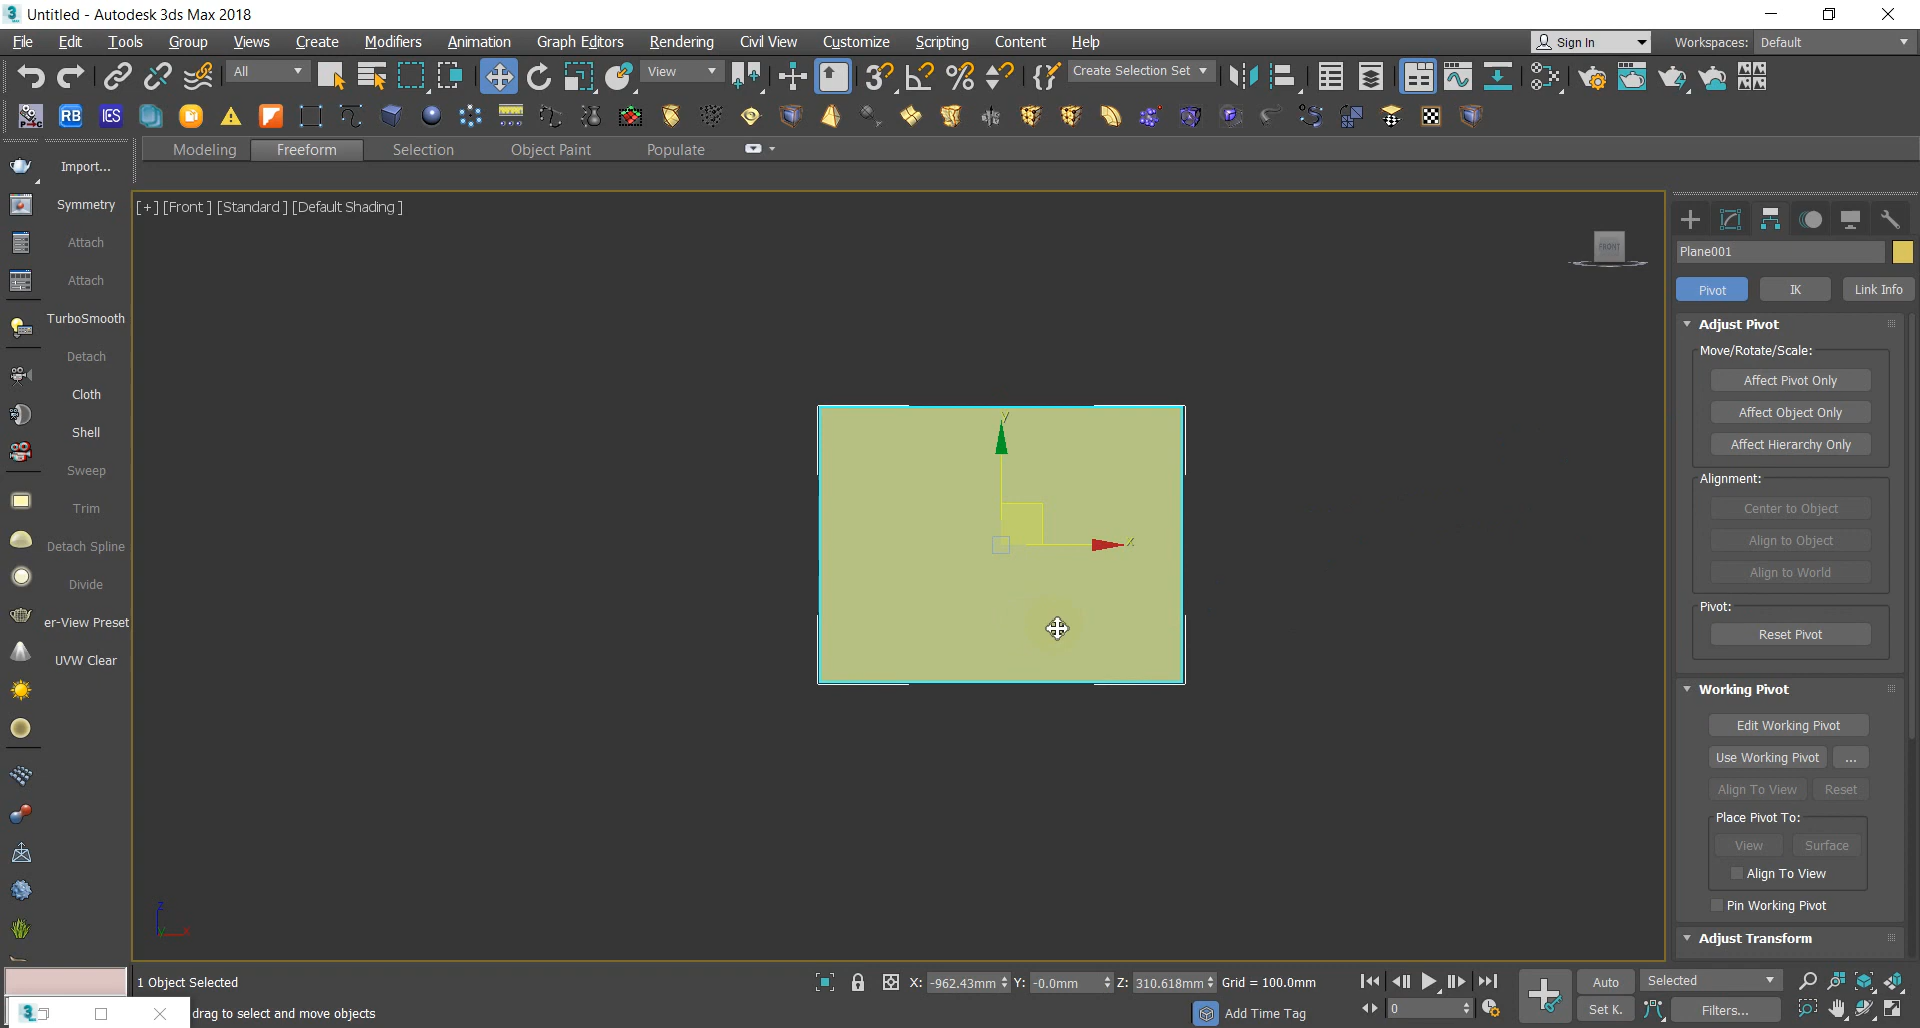 Untitled - Autodesk 3ds Max 2018
File Edit Tools Group Views Create Modifiers Animation Graph Editors Rendering Civil View Customize Scripting Content Help
Sign In Workspaces: Default
All View Create Selection Set
RB IES
Modeling Freeform Selection Object Paint Populate
Import...
Symmetry
Attach
Attach
TurboSmooth
Detach
Cloth
Shell
Sweep
Trim
Detach Spline
Divide
er-View Preset
UVW Clear
[+] [Front ] [Standard ] [Default Shading ]
FRONT
y
x
z
y x
Plane001
Pivot IK Link Info
Adjust Pivot
Move/Rotate/Scale:
Affect Pivot Only
Affect Object Only
Affect Hierarchy Only
Alignment:
Center to Object
Align to Object
Align to World
Pivot:
Reset Pivot
Working Pivot
Edit Working Pivot
Use Working Pivot ...
Align To View Reset
Place Pivot To:
View Surface
Align To View
Pin Working Pivot
Adjust Transform
1 Object Selected
X: -962.43mm Y: -0.0mm Z: 310.618mm Grid = 100.0mm
Auto Selected
drag to select and move objects
Add Time Tag
0
Set K. Filters...